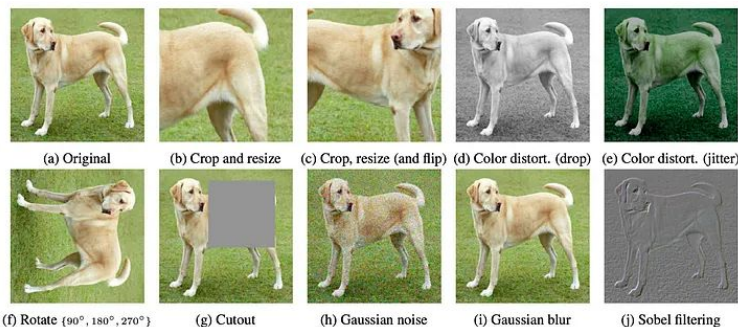 (a) Original
(b) Crop and resize
(c) Crop, resize (and flip)
(d) Color distort. (drop)
(e) Color distort. (jitter)
(f) Rotate {90°, 180°, 270°}
(g) Cutout
(h) Gaussian noise
(i) Gaussian blur
(j) Sobel filtering